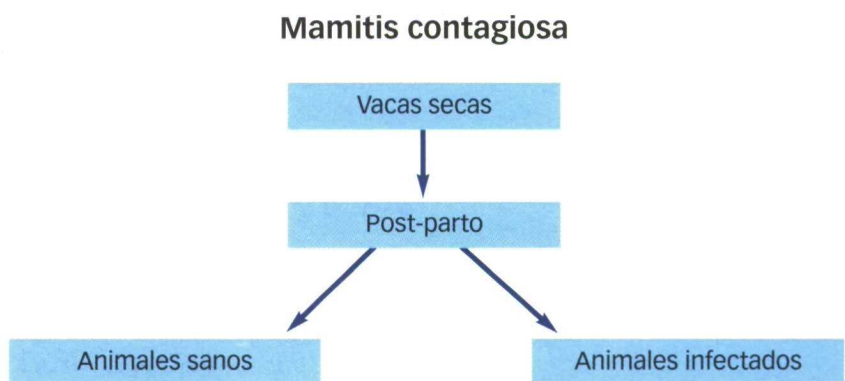 Mamitis contagiosa
Vacas secas
Post-parto
Animales sanos
Animales infectados